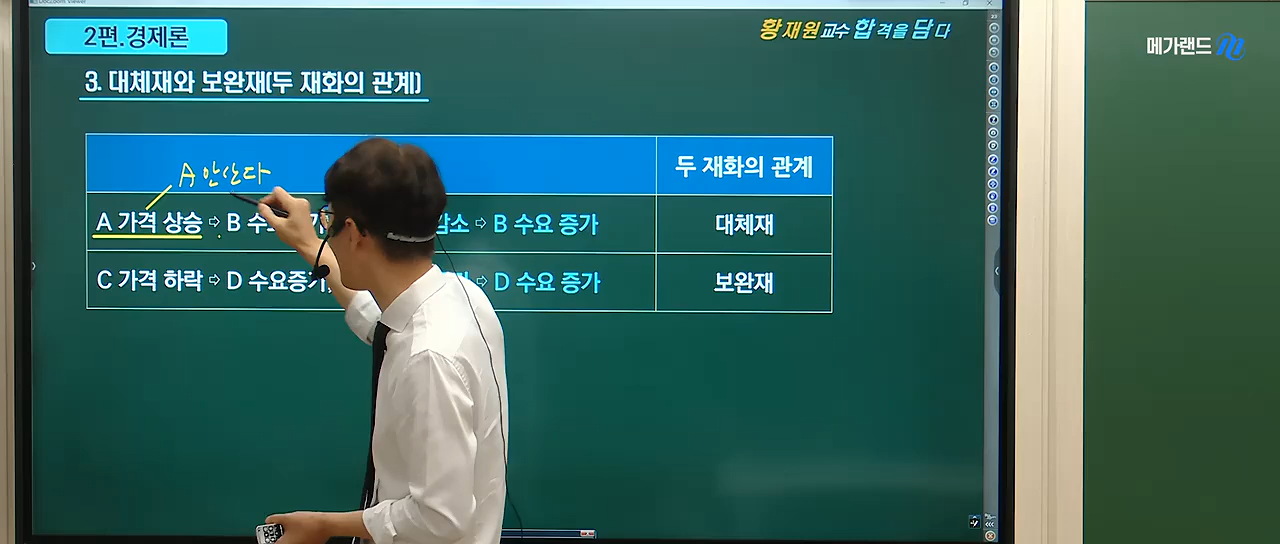 2편.경제론
황재원 교수 합격을 담다
메가랜드
3. 대체재와 보완재(두 재화의 관계)
A 안산다
두 재화의 관계
A 가격 상승 ⇨ B 수요 감소 ⇨ B 수요 증가
대체재
C 가격 하락 ⇨ D 수요증가, ⇨ D 수요 증가
보완재